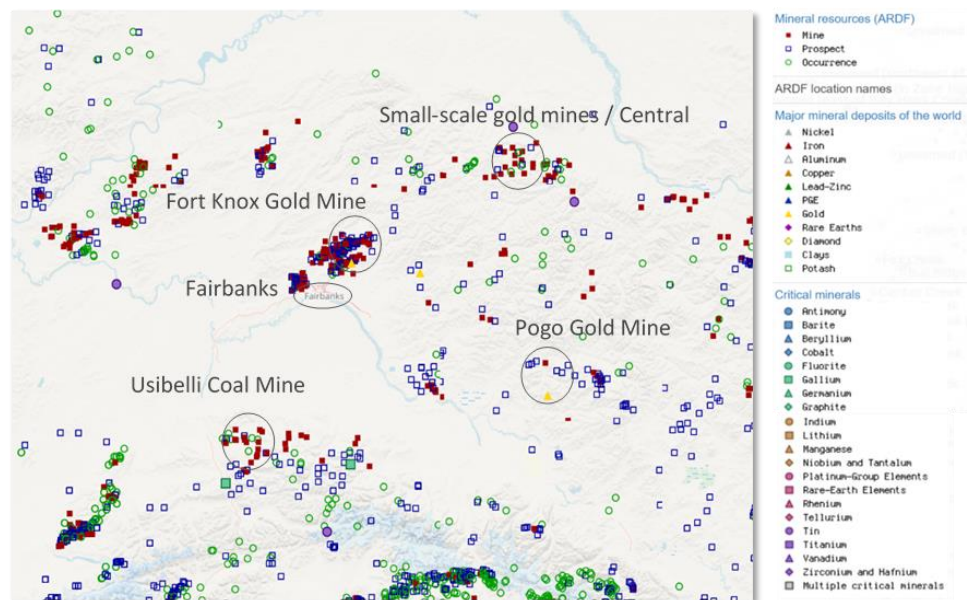 Small-scale gold mines / Central
Fort Knox Gold Mine
Fairbanks
Fairbanks
Pogo Gold Mine
Usibelli Coal Mine
Mineral resources (ARDF)
Mine
Prospect
Occurrence
ARDF location names
Major mineral deposits of the world
Nickel
Iron
Aluminum
Copper
Lead-Zinc
PGE
Gold
Rare Earths
Diamond
Clays
Potash
Critical minerals
Antimony
Barite
Beryllium
Cobalt
Fluorite
Gallium
Germanium
Graphite
Indium
Lithium
Manganese
Niobium and Tantalum
Platinum-Group Elements
Rare-Earth Elements
Rhenium
Tellurium
Tin
Titanium
Vanadium
Zirconium and Hafnium
Multiple critical minerals